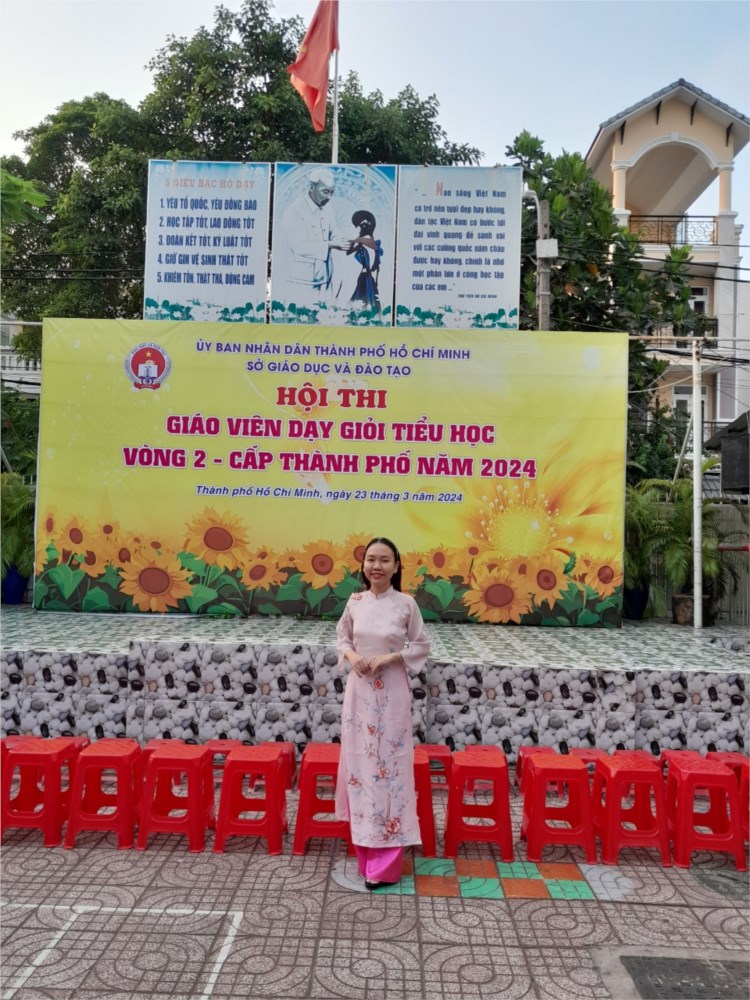 5 ĐIỀU BÁC HỒ DẠY
1. YÊU TỔ QUỐC, YÊU ĐỒNG BÀO
2. HỌC TẬP TỐT, LAO ĐỘNG TỐT
3. ĐOÀN KẾT TỐT, KỶ LUẬT TỐT
4. GIỮ GÌN VỆ SINH THẬT TỐT
5. KHIÊM TỐN, THẬT THÀ, DŨNG CẢM
"... Non sông Việt Nam
có trở nên tươi đẹp hay không,
dân tộc Việt Nam có bước tới
đài vinh quang để sánh vai
với các cường quốc năm châu
được hay không, chính là nhờ
một phần lớn ở công học tập
của các em ..."
ỦY BAN NHÂN DÂN THÀNH PHỐ HỒ CHÍ MINH
SỞ GIÁO DỤC VÀ ĐÀO TẠO
HỘI THI
GIÁO VIÊN DẠY GIỎI TIỂU HỌC
VÒNG 2 - CẤP THÀNH PHỐ NĂM 2024
Thành phố Hồ Chí Minh, ngày 23 tháng 3 năm 2024